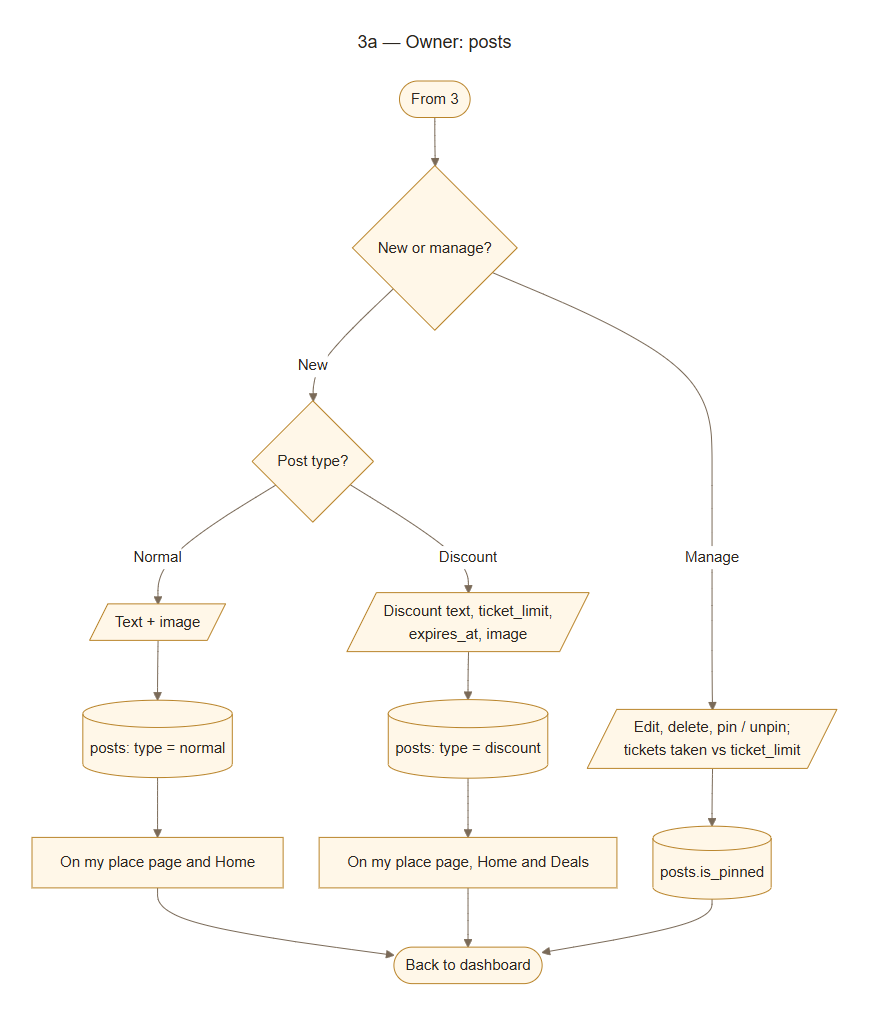 3a — Owner: posts
From 3
New or manage?
New
Post type?
Normal
Discount
Manage
Text + image
Discount text, ticket_limit,
expires_at, image
Edit, delete, pin / unpin;
tickets taken vs ticket_limit
posts: type = normal
posts: type = discount
On my place page and Home
On my place page, Home and Deals
posts.is_pinned
Back to dashboard